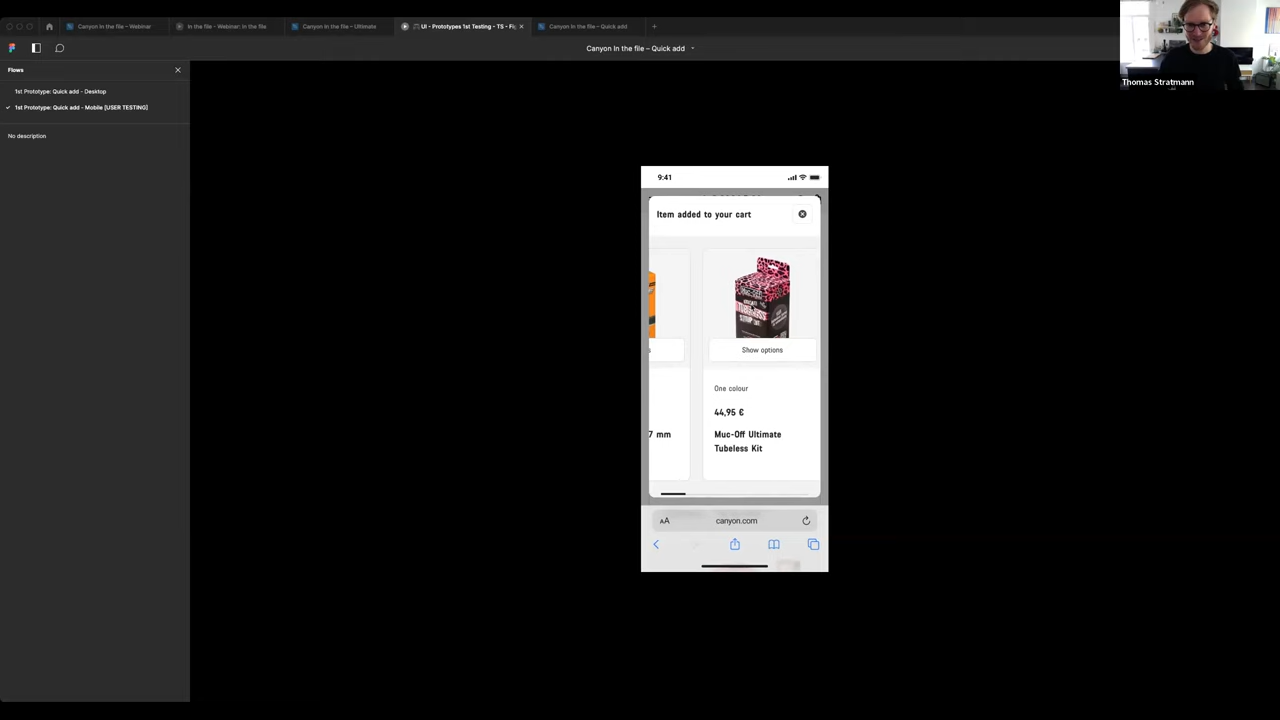 Canyon In the file – Webinar
In the file - Webinar: In the file
Canyon In the file – Ultimate
UI - Prototypes 1st Testing - TS - Fi
Canyon In the file – Quick add
Canyon In the file – Quick add
Thomas Stratmann
Flows
1st Prototype: Quick add - Desktop
1st Prototype: Quick add - Mobile [USER TESTING]
No description
9:41
Item added to your cart
TUBELESS
Show options
One colour
44,95 €
7 mm
Muc-Off Ultimate
Tubeless Kit
AA
canyon.com